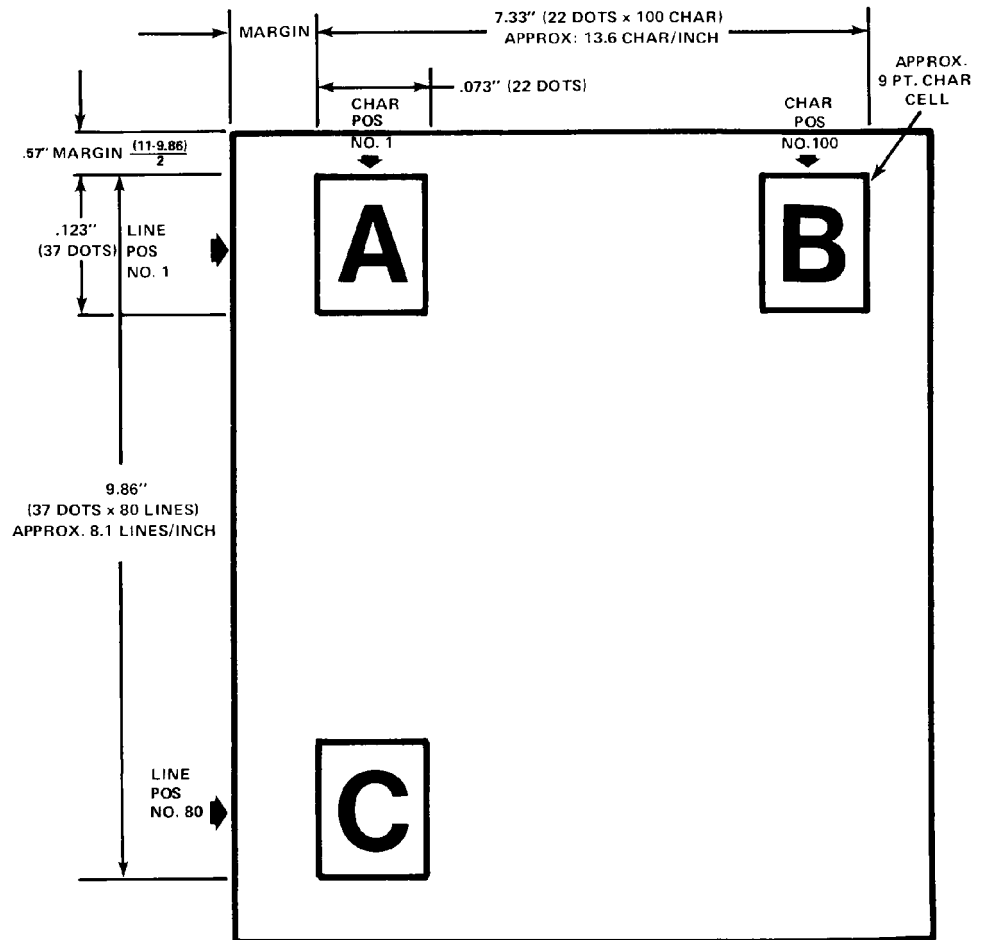 MARGIN
7.33" (22 DOTS x 100 CHAR)
APPROX: 13.6 CHAR/INCH
.073" (22 DOTS)
APPROX.
9 PT. CHAR
CELL
CHAR
POS
NO. 1
CHAR
POS
NO.100
.57" MARGIN (11-9.86)
2
.123"
(37 DOTS)
LINE
POS
NO. 1
A
B
9.86"
(37 DOTS x 80 LINES)
APPROX. 8.1 LINES/INCH
LINE
POS
NO. 80
C